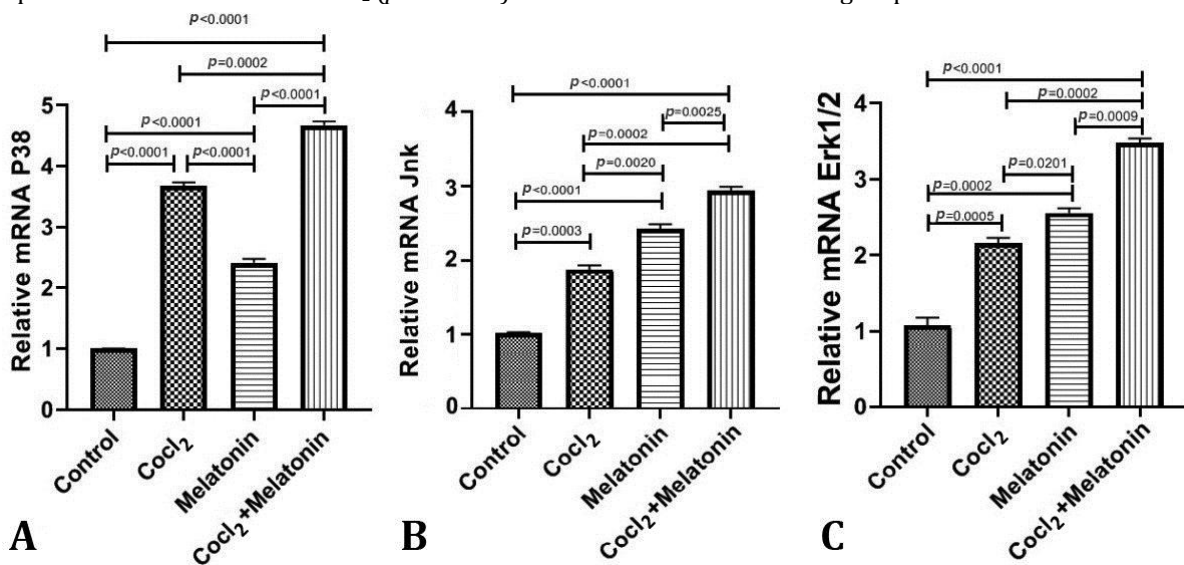 p<0.0001
p=0.0002
p<0.0001
p<0.0001
p<0.0001
p<0.0001
Relative mRNA P38
5
4
3
2
1
0
Control
Cocl₂
Melatonin
Cocl₂+Melatonin
A
p<0.0001
p=0.0025
p=0.0002
p=0.0020
p<0.0001
p=0.0003
Relative mRNA Jnk
4
3
2
1
0
Control
Cocl₂
Melatonin
Cocl₂+Melatonin
B
p<0.0001
p=0.0002
p=0.0009
p=0.0201
p=0.0002
p=0.0005
Relative mRNA Erk1/2
4
3
2
1
0
Control
Cocl₂
Melatonin
Cocl₂+Melatonin
C